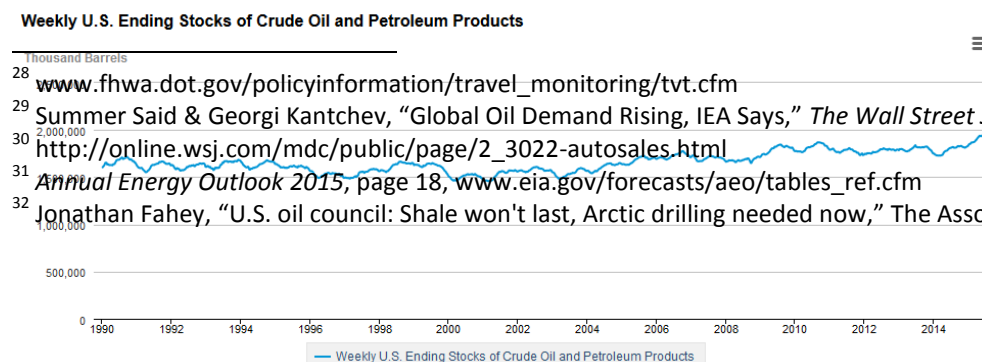 Weekly U.S. Ending Stocks of Crude Oil and Petroleum Products
Thousand Barrels
28 www.fhwa.dot.gov/policyinformation/travel_monitoring/tvt.cfm
29 Summer Said & Georgi Kantchev, “Global Oil Demand Rising, IEA Says,” The Wall Street
2,000,000
30 http://online.wsj.com/mdc/public/page/2_3022-autosales.html
31 Annual Energy Outlook 2015, page 18, www.eia.gov/forecasts/aeo/tables_ref.cfm
32 Jonathan Fahey, “U.S. oil council: Shale won't last, Arctic drilling needed now,” The Asso
1,000,000
500,000
0
1990 1992 1994 1996 1998 2000 2002 2004 2006 2008 2010 2012 2014
Weekly U.S. Ending Stocks of Crude Oil and Petroleum Products